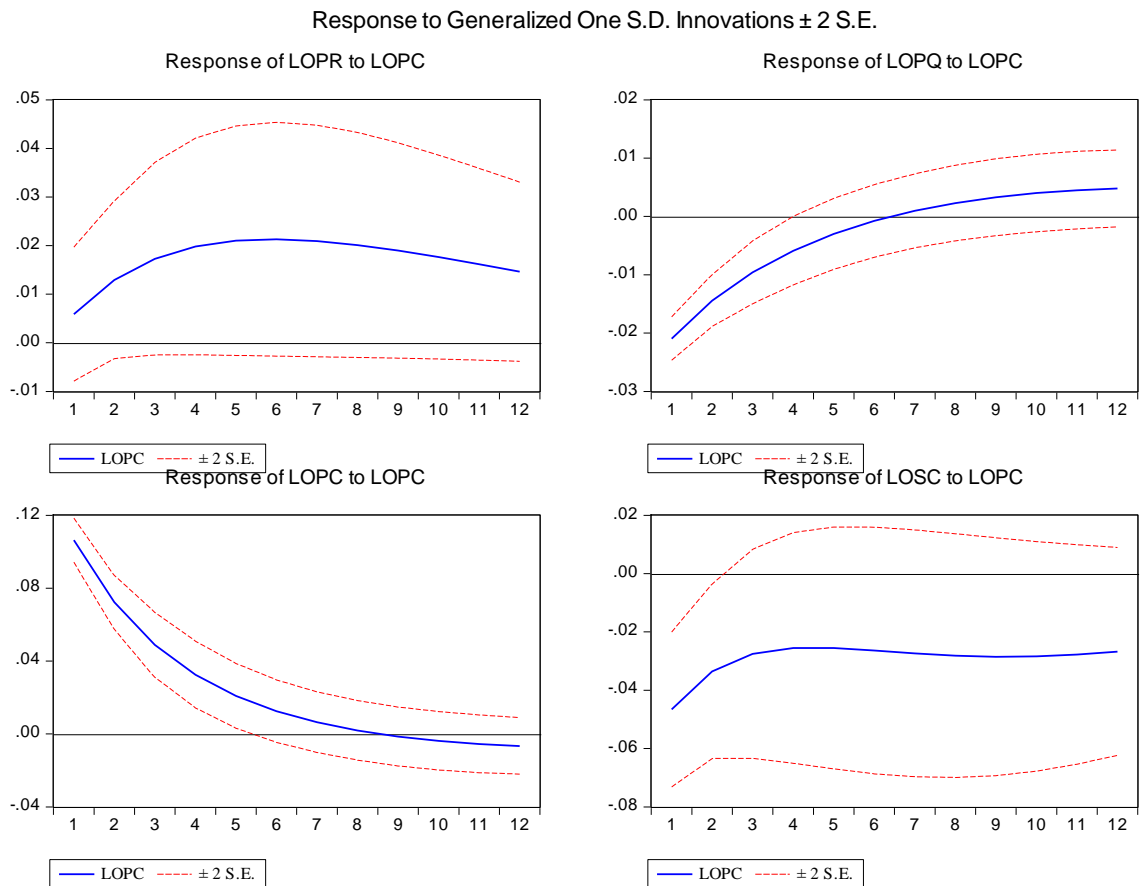 Response to Generalized One S.D. Innovations ± 2 S.E.
Response of LOPR to LOPC
.05
.04
.03
.02
.01
.00
-.01
1 2 3 4 5 6 7 8 9 10 11 12
LOPC ± 2 S.E.
Response of LOPQ to LOPC
.02
.01
.00
-.01
-.02
-.03
1 2 3 4 5 6 7 8 9 10 11 12
LOPC ± 2 S.E.
Response of LOPC to LOPC
.12
.08
.04
.00
-.04
1 2 3 4 5 6 7 8 9 10 11 12
LOPC ± 2 S.E.
Response of LOSC to LOPC
.02
.00
-.02
-.04
-.06
-.08
1 2 3 4 5 6 7 8 9 10 11 12
LOPC ± 2 S.E.